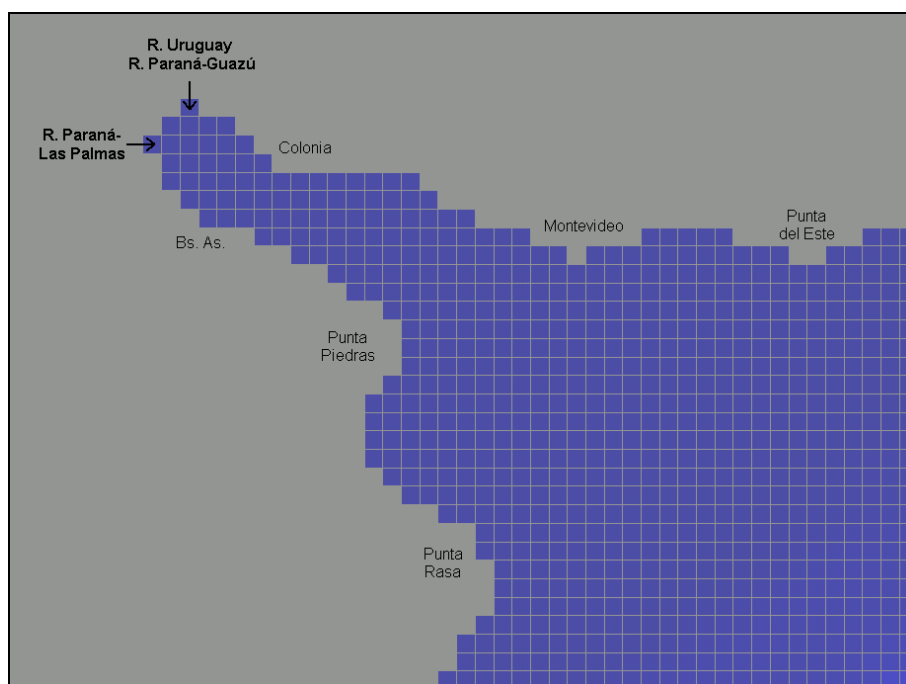 R. Uruguay
R. Paraná-Guazú
R. Paraná-
Las Palmas
Colonia
Bs. As.
Montevideo
Punta
del Este
Punta
Piedras
Punta
Rasa